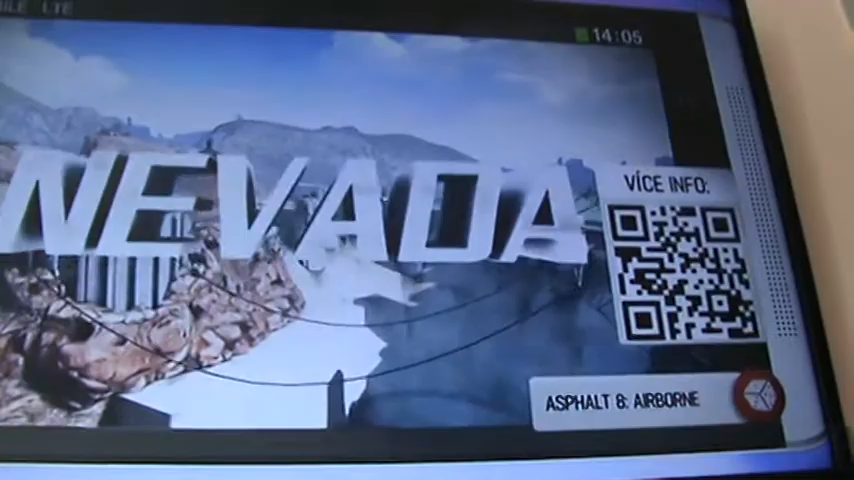 LTE
14:05
NEVADA
VÍCE INFO:
ASPHALT 8: AIRBORNE